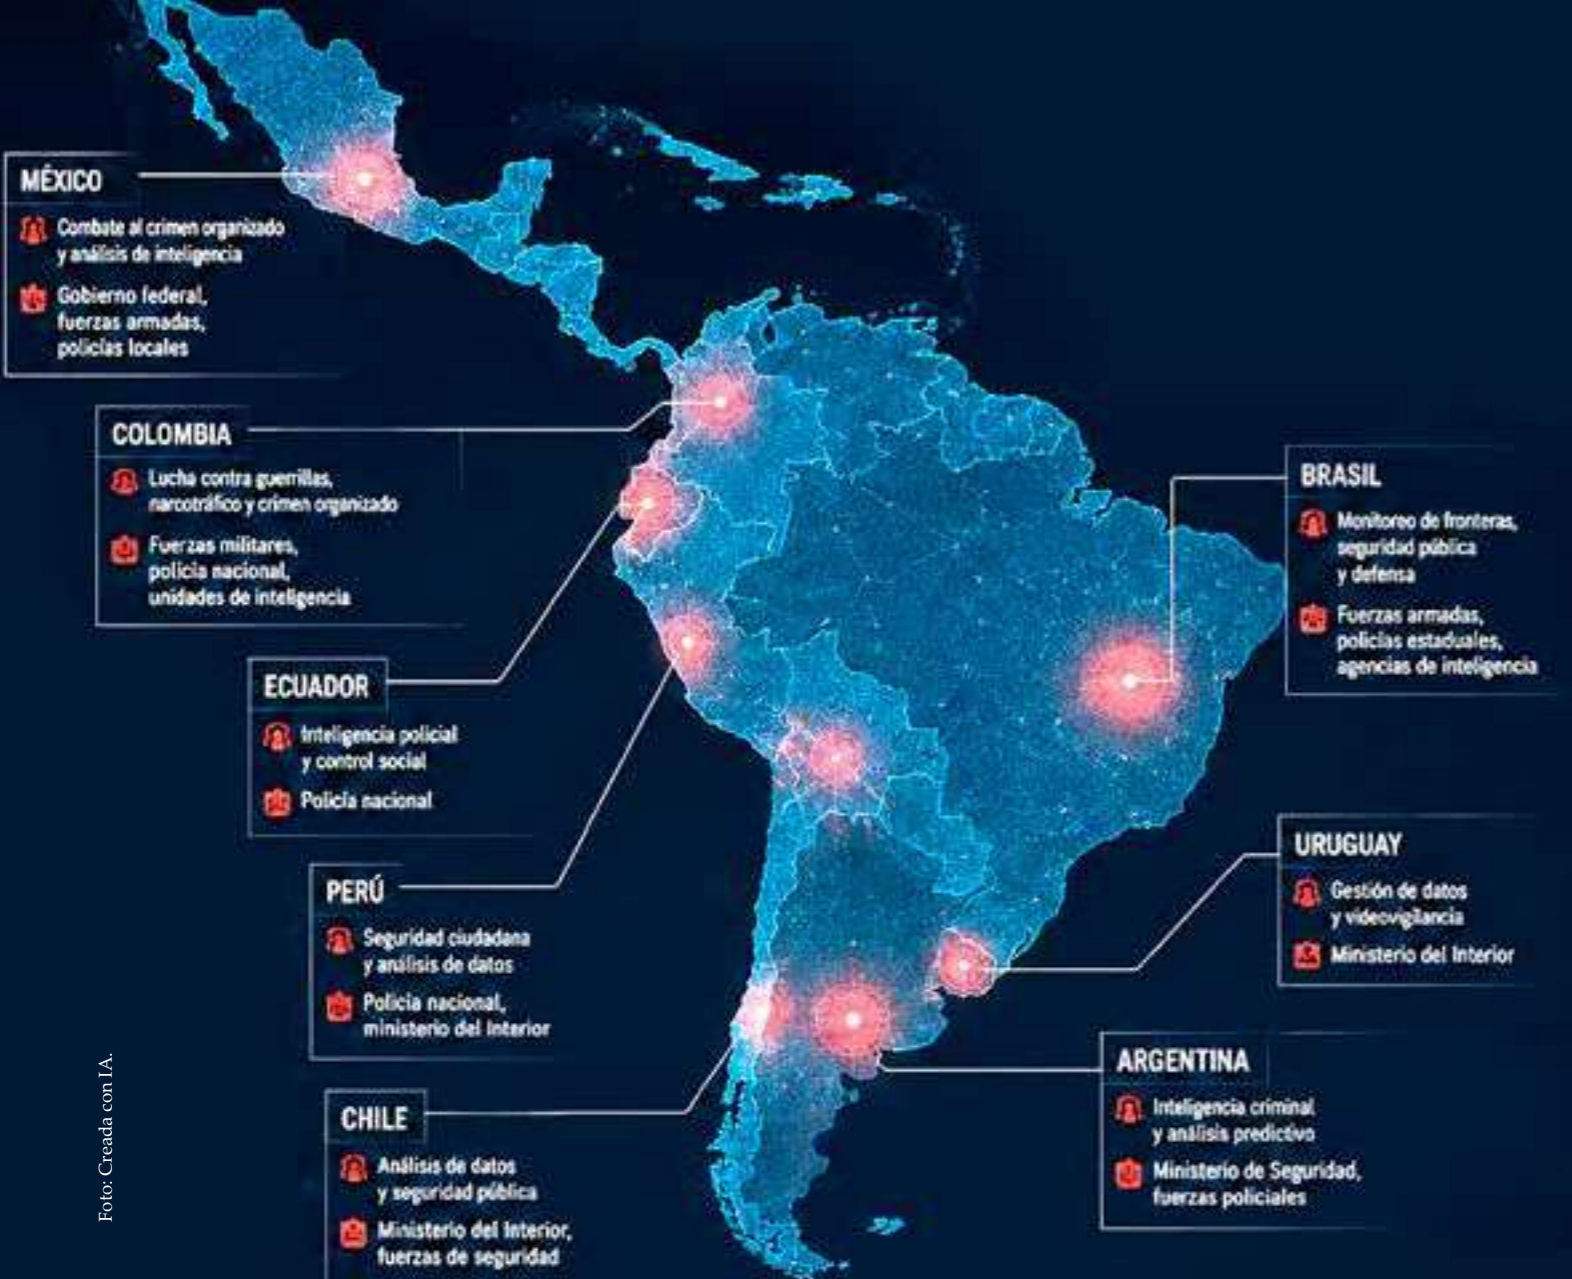 MÉXICO
Combate al crimen organizado
y análisis de inteligencia
Gobierno federal,
fuerzas armadas,
policías locales
COLOMBIA
Lucha contra guerrillas,
narcotráfico y crimen organizado
Fuerzas militares,
policía nacional,
unidades de inteligencia
ECUADOR
Inteligencia policial
y control social
Policía nacional
PERÚ
Seguridad ciudadana
y análisis de datos
Policía nacional,
ministerio del Interior
CHILE
Análisis de datos
y seguridad pública
Ministerio del Interior,
fuerzas de seguridad
BRASIL
Monitoreo de fronteras,
seguridad pública
y defensa
Fuerzas armadas,
policías estaduales,
agencias de inteligencia
URUGUAY
Gestión de datos
y videovigilancia
Ministerio del Interior
ARGENTINA
Inteligencia criminal
y análisis predictivo
Ministerio de Seguridad,
fuerzas policiales
Foto: Creada con IA.